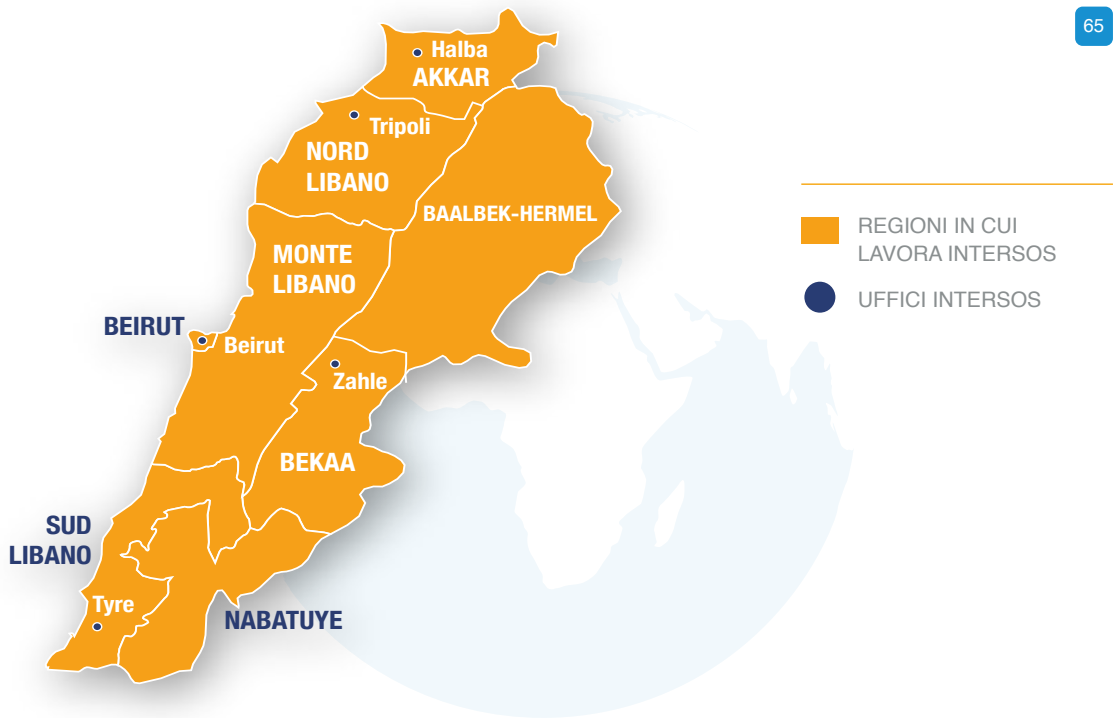 65
Halba
AKKAR
Tripoli
NORD
LIBANO
BAALBEK-HERMEL
MONTE
LIBANO
BEIRUT
Beirut
Zahle
BEKAA
SUD
LIBANO
Tyre
NABATUYE
REGIONI IN CUI
LAVORA INTERSOS
UFFICI INTERSOS